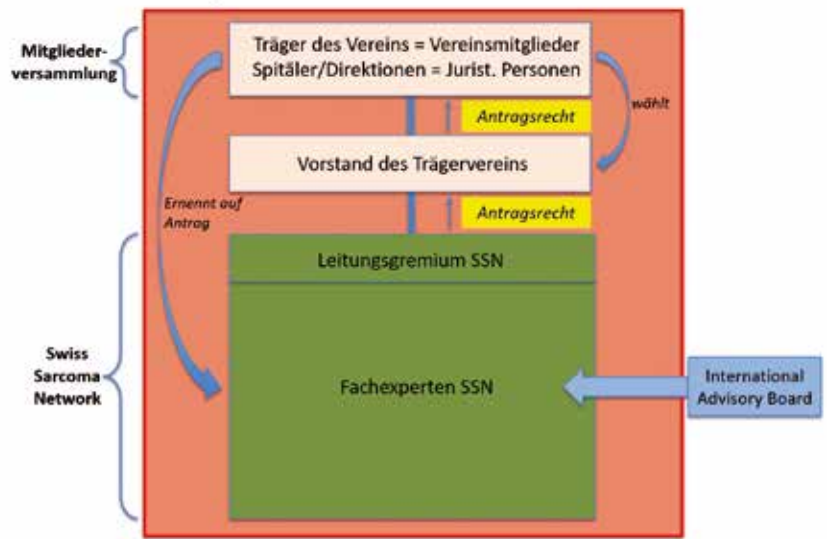 Mitglieder-
versammlung
Träger des Vereins = Vereinsmitglieder
Spitäler/Direktionen = Jurist. Personen
wählt
Antragsrecht
Vorstand des Trägervereins
Ernennt auf
Antrag
Antragsrecht
Leitungsgremium SSN
Swiss
Sarcoma
Network
Fachexperten SSN
International
Advisory Board